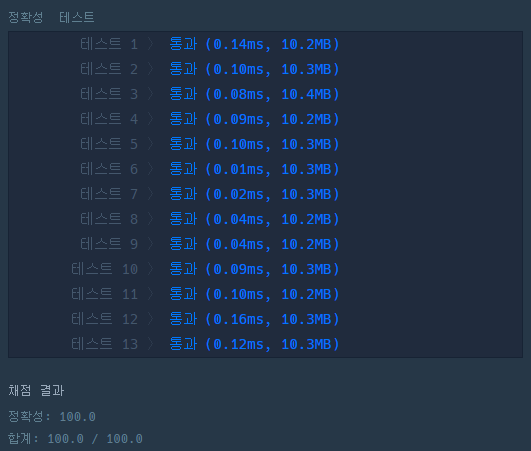 정확성 테스트
테스트 1 〉 통과 (0.14ms, 10.2MB)
테스트 2 〉 통과 (0.10ms, 10.3MB)
테스트 3 〉 통과 (0.08ms, 10.4MB)
테스트 4 〉 통과 (0.09ms, 10.2MB)
테스트 5 〉 통과 (0.10ms, 10.3MB)
테스트 6 〉 통과 (0.01ms, 10.3MB)
테스트 7 〉 통과 (0.02ms, 10.3MB)
테스트 8 〉 통과 (0.04ms, 10.2MB)
테스트 9 〉 통과 (0.04ms, 10.2MB)
테스트 10 〉 통과 (0.09ms, 10.3MB)
테스트 11 〉 통과 (0.10ms, 10.2MB)
테스트 12 〉 통과 (0.16ms, 10.3MB)
테스트 13 〉 통과 (0.12ms, 10.3MB)
채점 결과
정확성: 100.0
합계: 100.0 / 100.0